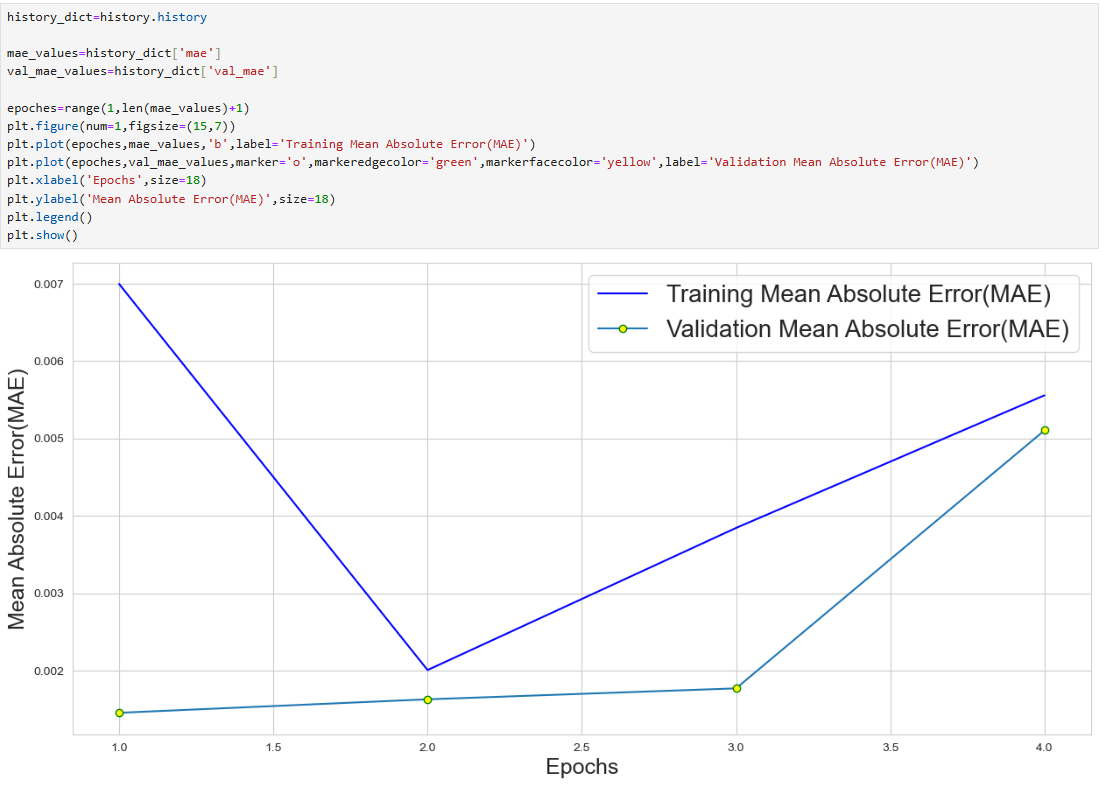 history_dict=history.history
mae_values=history_dict['mae']
val_mae_values=history_dict['val_mae']
epoches=range(1,len(mae_values)+1)
plt.figure(num=1,figsize=(15,7))
plt.plot(epoches,mae_values,'b',label='Training Mean Absolute Error(MAE)')
plt.plot(epoches,val_mae_values,marker='o',markeredgecolor='green',markerfacecolor='yellow',label='Validation Mean Absolute Error(MAE)')
plt.xlabel('Epochs',size=18)
plt.ylabel('Mean Absolute Error(MAE)',size=18)
plt.legend()
plt.show()
Training Mean Absolute Error(MAE)
Validation Mean Absolute Error(MAE)
Mean Absolute Error(MAE)
0.007
0.006
0.005
0.004
0.003
0.002
1.0 1.5 2.0 2.5 3.0 3.5 4.0
Epochs